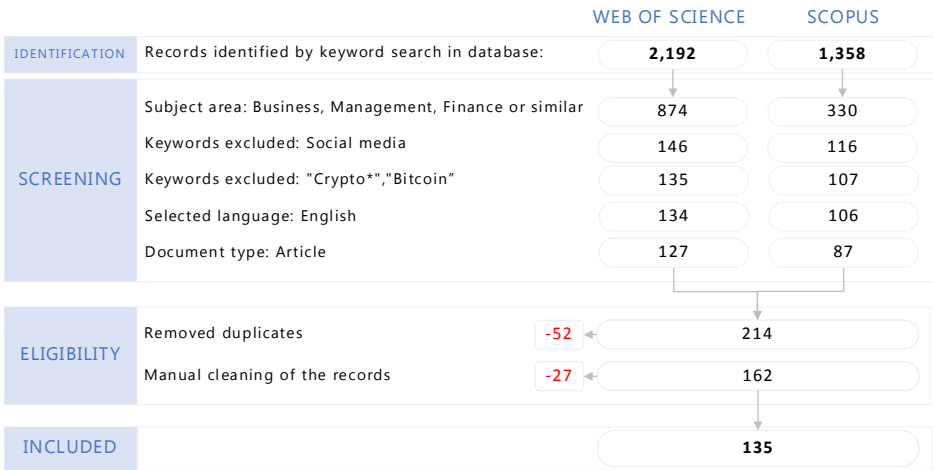 WEB OF SCIENCE SCOPUS
IDENTIFICATION Records identified by keyword search in database: 2,192 1,358
Subject area: Business, Management, Finance or similar 874 330
Keywords excluded: Social media 146 116
SCREENING Keywords excluded: "Crypto*","Bitcoin” 135 107
Selected language: English 134 106
Document type: Article 127 87
Removed duplicates -52 214
ELIGIBILITY
Manual cleaning of the records -27 162
INCLUDED 135